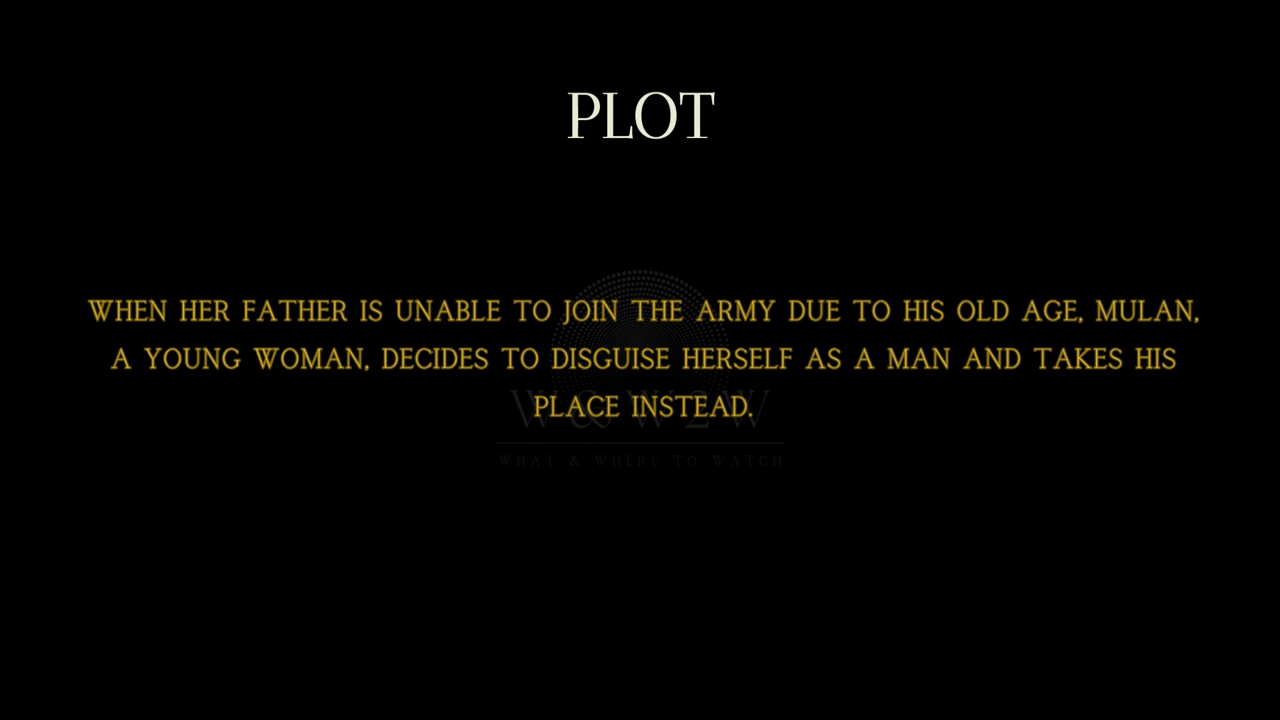 PLOT
WHEN HER FATHER IS UNABLE TO JOIN THE ARMY DUE TO HIS OLD AGE, MULAN,
A YOUNG WOMAN, DECIDES TO DISGUISE HERSELF AS A MAN AND TAKES HIS
PLACE INSTEAD.
W & W 2 W
WHAT & WHERE TO WATCH